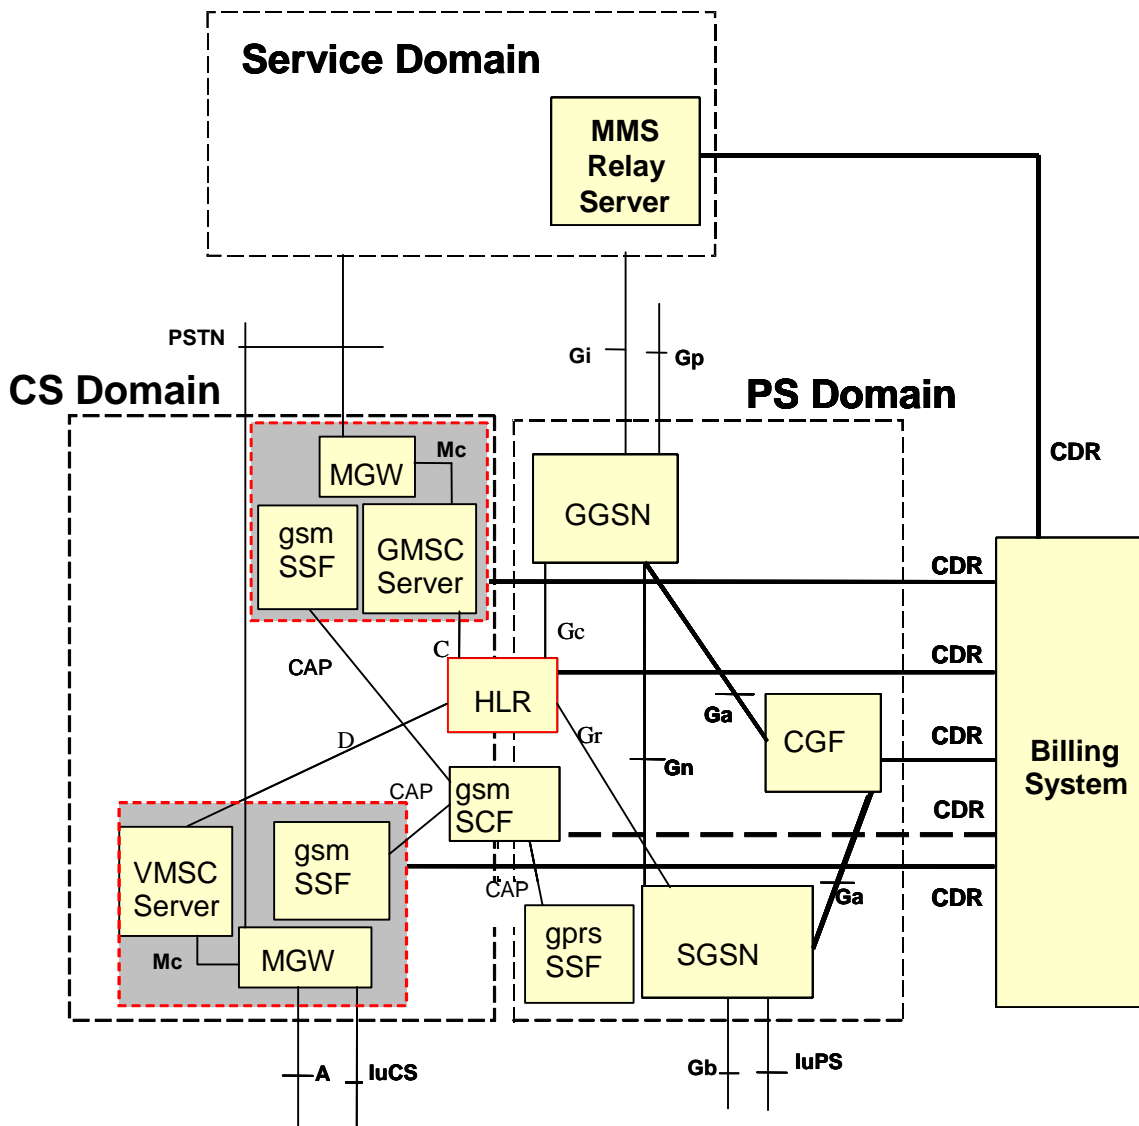 Service Domain
MMS
Relay
Server
PSTN
Gi
Gp
CS Domain
PS Domain
CDR
Mc
MGW
gsm
SSF
GMSC
Server
GGSN
CDR
C
Gc
CAP
CDR
HLR
Ga
D
Gr
CGF
CDR
Gn
Billing
System
CAP
gsm
SCF
CDR
VMSC
Server
gsm
SSF
CAP
Ga
CDR
gprs
SSF
SGSN
Mc
MGW
A
IuCS
Gb
IuPS